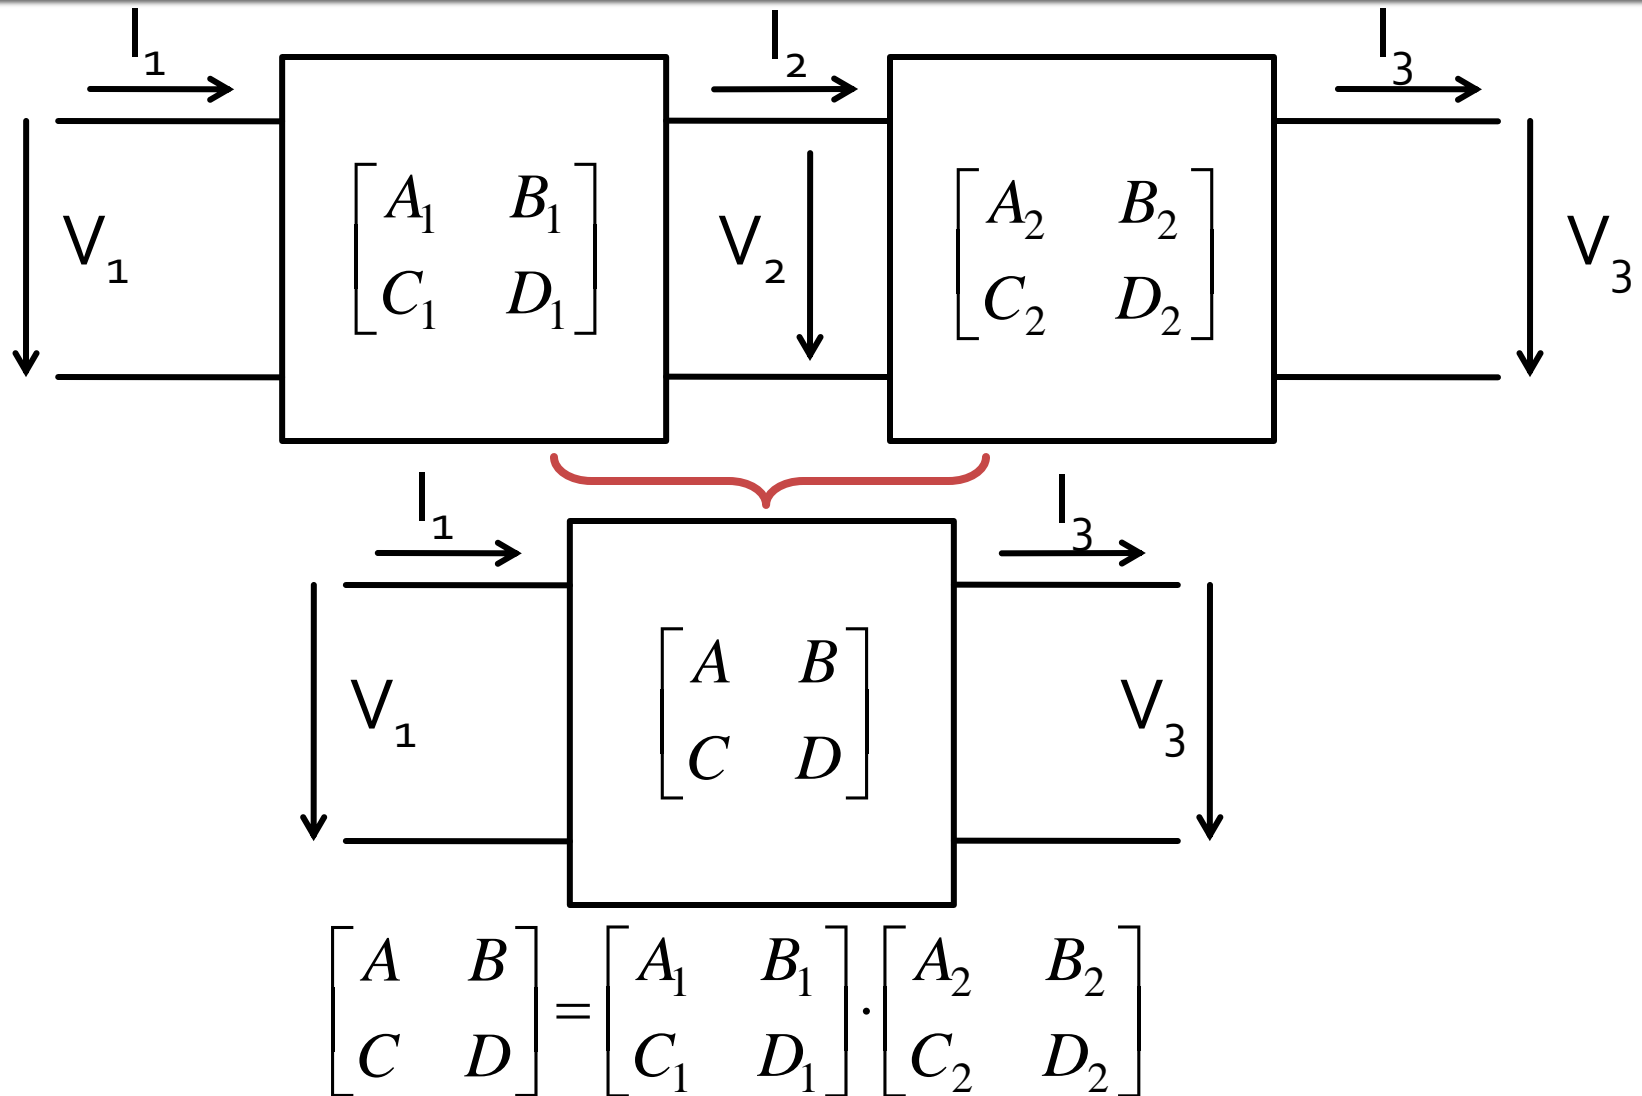 I1 I2 I3
V1 [A1 B1 C1 D1] V2 [A2 B2 C2 D2] V3
I1 I3
V1 [A B C D] V3
[A B C D] = [A1 B1 C1 D1] · [A2 B2 C2 D2]